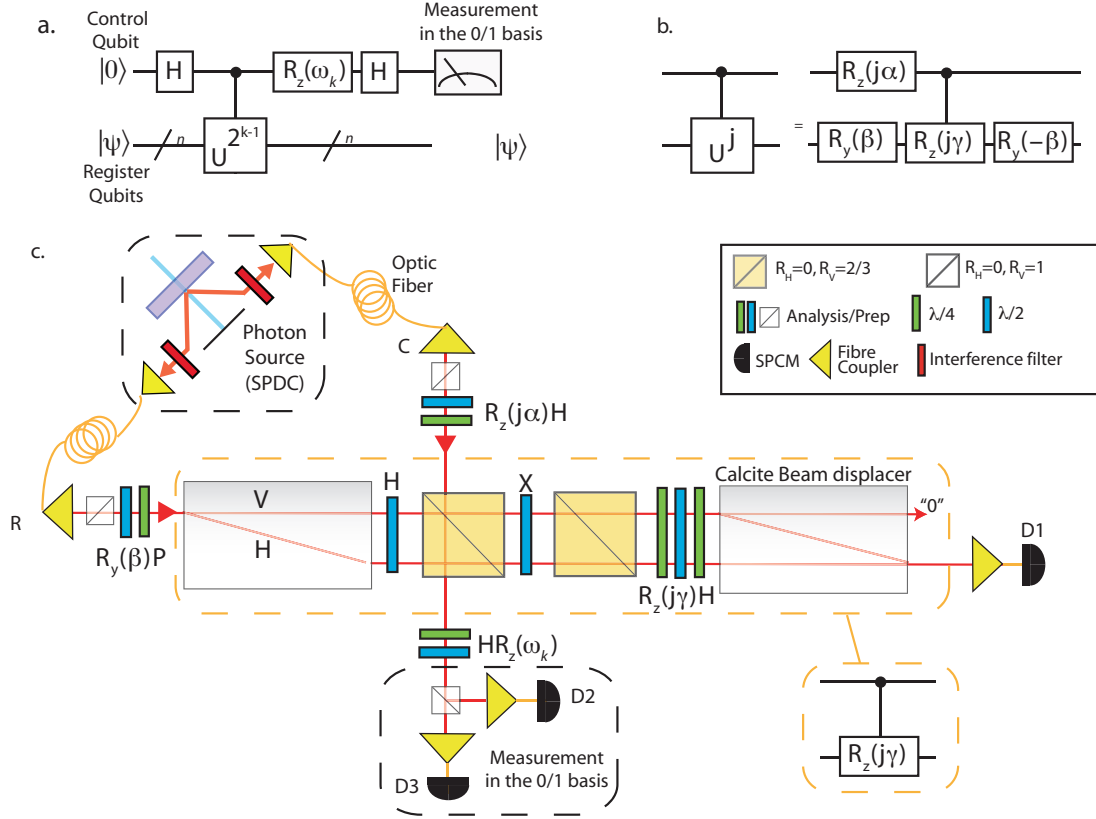 a.
Control
Qubit
|0⟩
H
R_z(ω_k)
H
Measurement
in the 0/1 basis
|ψ⟩
n
U^{2^{k-1}}
n
|ψ⟩
Register
Qubits
b.
U^j
=
R_z(jα)
R_y(β)
R_z(jγ)
R_y(-β)
c.
Optic
Fiber
Photon
Source
(SPDC)
C
R_z(jα)H
R_H=0, R_V=2/3
R_H=0, R_V=1
Analysis/Prep
λ/4
λ/2
SPCM
Fibre
Coupler
Interference filter
R
R_y(β)P
V
H
H
X
R_z(jγ)H
Calcite Beam displacer
"0"
D1
HR_z(ω_k)
D2
D3
Measurement
in the 0/1 basis
R_z(jγ)